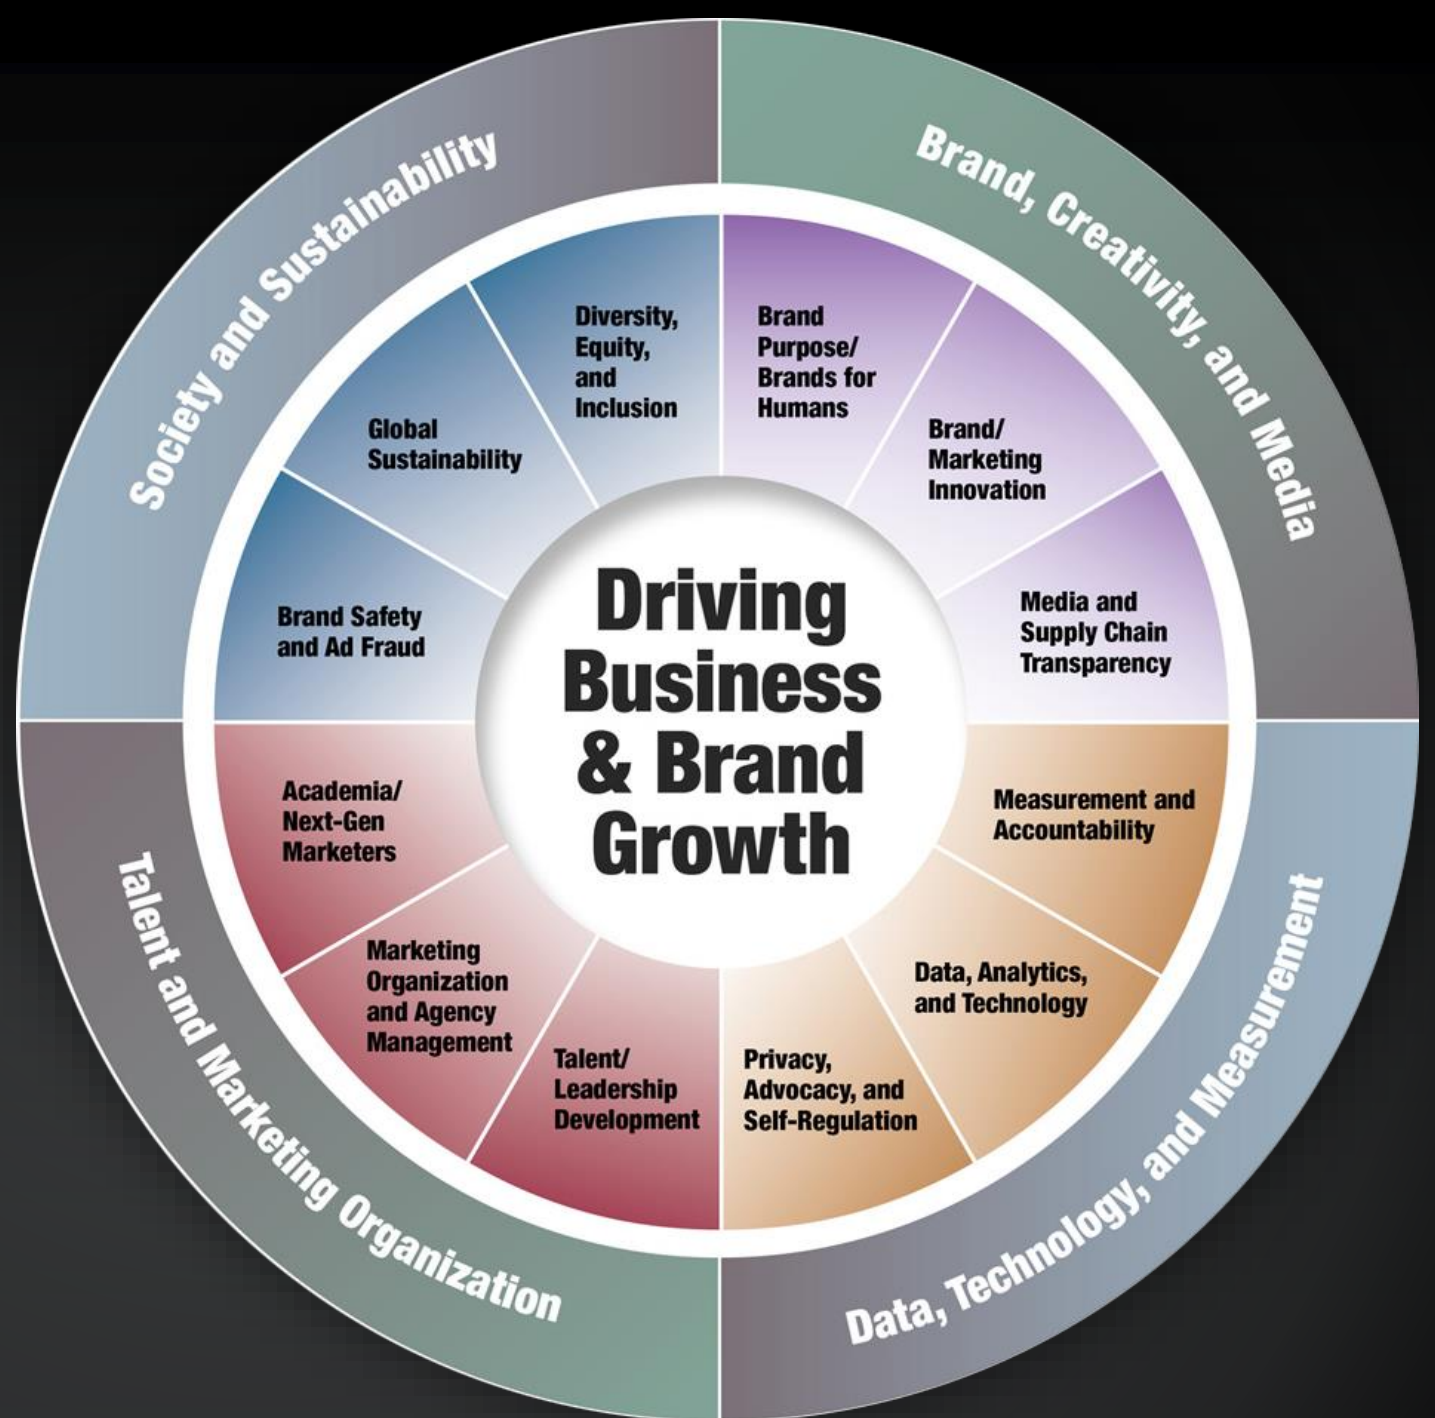 Society and Sustainability
Brand, Creativity, and Media
Diversity,
Equity,
and
Inclusion
Brand
Purpose/
Brands for
Humans
Global
Sustainability
Brand/
Marketing
Innovation
Brand Safety
and Ad Fraud
Media and
Supply Chain
Transparency
Driving
Business
& Brand
Growth
Academia/
Next-Gen
Marketers
Measurement and
Accountability
Marketing
Organization
and Agency
Management
Data, Analytics,
and Technology
Talent/
Leadership
Development
Privacy,
Advocacy, and
Self-Regulation
Talent and Marketing Organization
Data, Technology, and Measurement